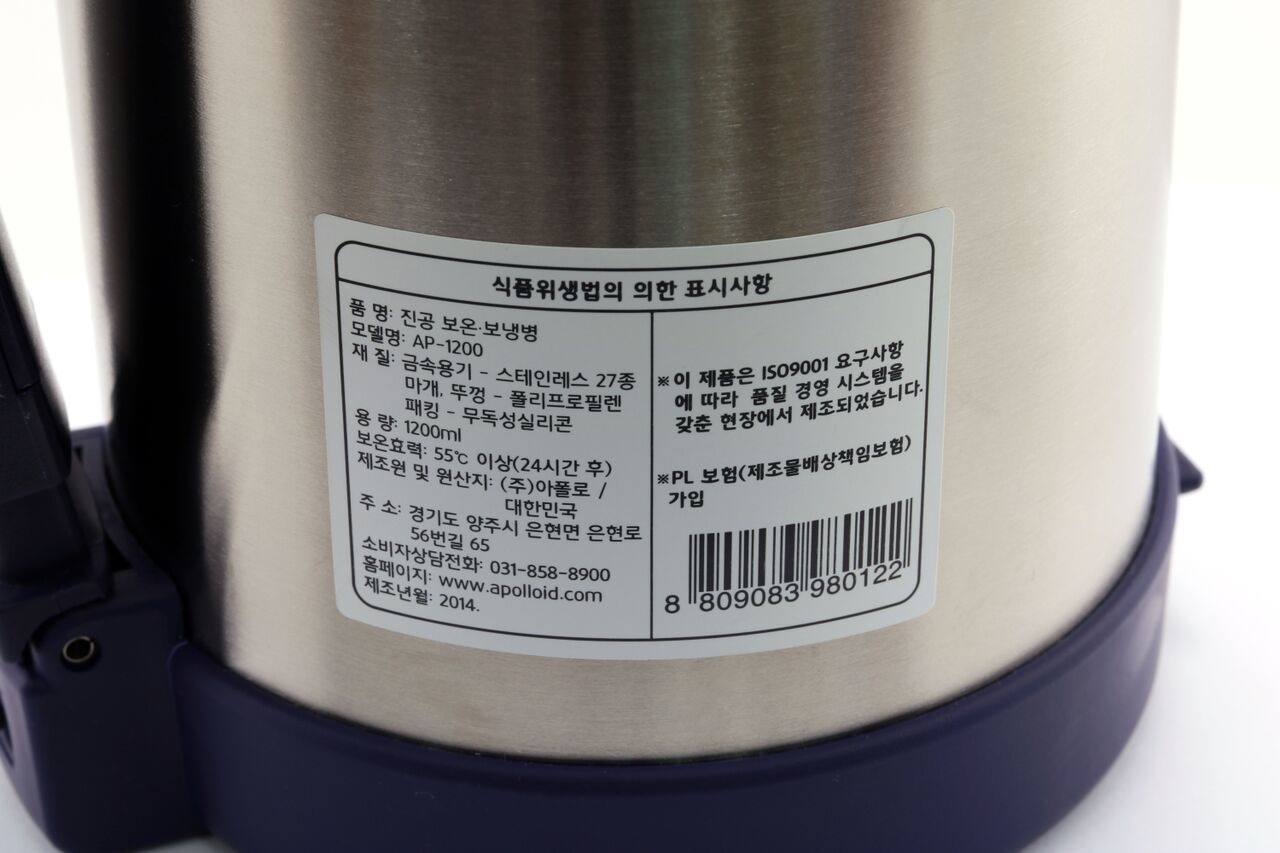 식품위생법의 의한 표시사항
품 명: 진공 보온·보냉병
모델명: AP-1200
재 질: 금속용기 - 스테인레스 27종
마개, 뚜껑 - 폴리프로필렌
패킹 - 무독성실리콘
용 량: 1200ml
보온효력: 55℃ 이상(24시간 후)
제조원 및 원산지: (주)아폴로 /
대한민국
주 소: 경기도 양주시 은현면 은현로
56번길 65
소비자상담전화: 031-858-8900
홈페이지: www.apolloid.com
제조년월: 2014.
※이 제품은 ISO9001 요구사항
에 따라 품질 경영 시스템을
갖춘 현장에서 제조되었습니다.
※PL 보험(제조물배상책임보험)
가입
8 809083 980122